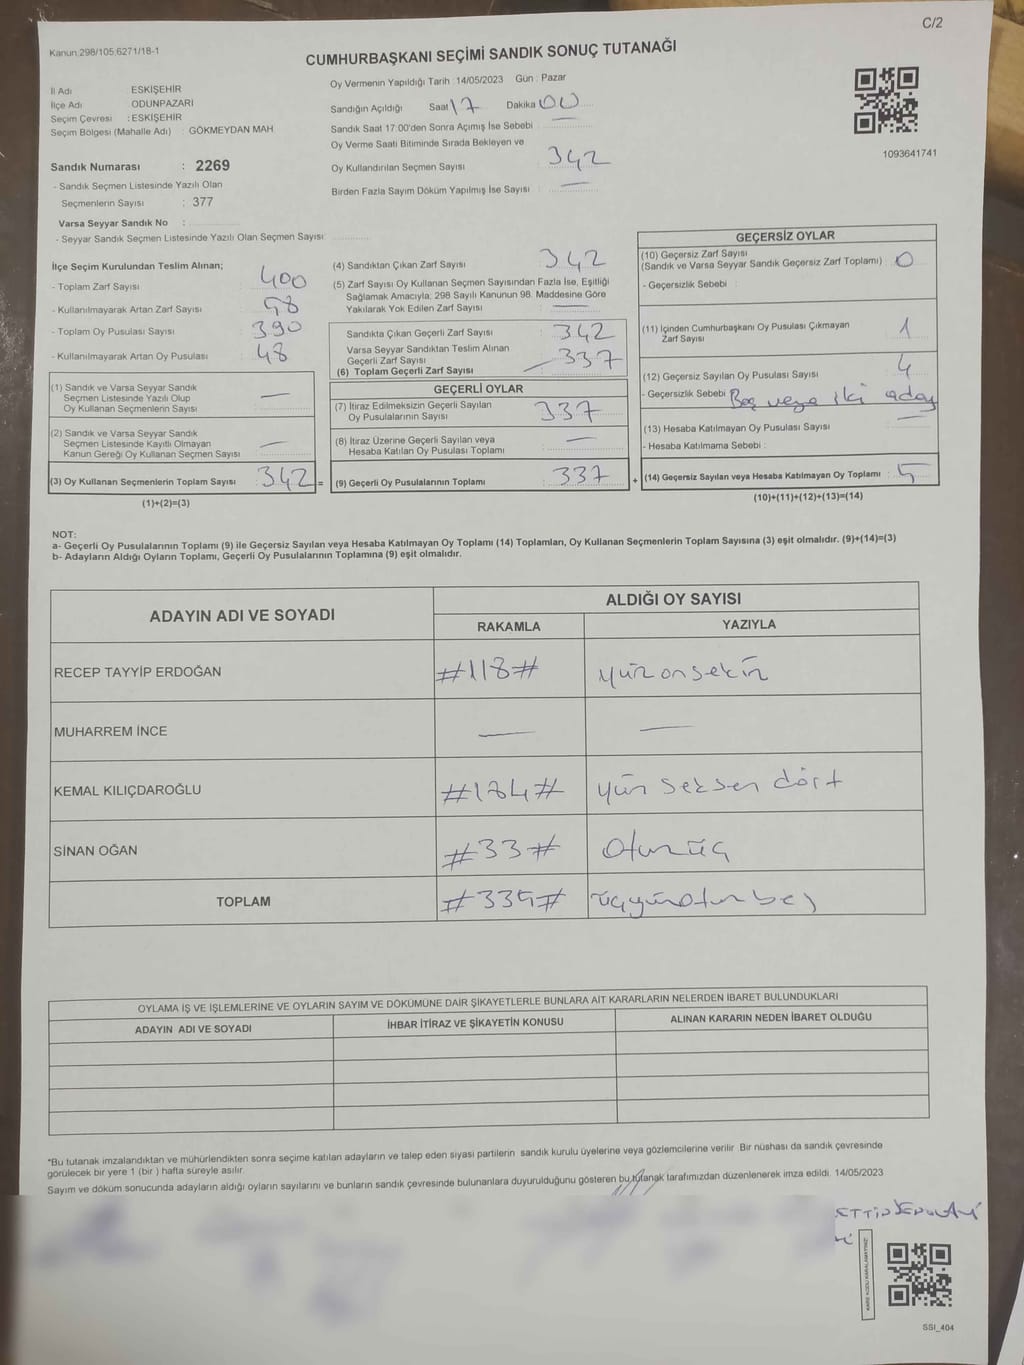 C/2
Kanun,298/105,6271/18-1
CUMHURBAŞKANI SEÇİMİ SANDIK SONUÇ TUTANAĞI
İl Adı ESKİŞEHİR
İlçe Adı ODUNPAZARI
Seçim Çevresi : ESKİŞEHİR
Seçim Bölgesi (Mahalle Adı) : GÖKMEYDAN MAH.
Sandık Numarası : 2269
- Sandık Seçmen Listesinde Yazılı Olan
Seçmenlerin Sayısı : 377
Varsa Seyyar Sandık No :
- Seyyar Sandık Seçmen Listesinde Yazılı Olan Seçmen Sayısı:
Oy Vermenin Yapıldığı Tarih : 14/05/2023 Gün : Pazar
Sandığın Açıldığı Saat 17 Dakika 00
Sandık Saat 17:00'den Sonra Açımış İse Sebebi —
Oy Verme Saati Bitiminde Sırada Bekleyen ve
Oy Kullandırılan Seçmen Sayısı 342
Birden Fazla Sayım Döküm Yapılmış İse Sayısı : —
1093641741
İlçe Seçim Kurulundan Teslim Alınan;
- Toplam Zarf Sayısı : 400
- Kullanılmayarak Artan Zarf Sayısı : 58
- Toplam Oy Pusulası Sayısı : 390
- Kullanılmayarak Artan Oy Pusulası : 48
(1) Sandık ve Varsa Seyyar Sandık
Seçmen Listesinde Yazılı Olup
Oy Kullanan Seçmenlerin Sayısı : —
(2) Sandık ve Varsa Seyyar Sandık
Seçmen Listesinde Kayıtlı Olmayan
Kanun Gereği Oy Kullanan Seçmen Sayısı : —
(3) Oy Kullanan Seçmenlerin Toplam Sayısı : 342 =
(1)+(2)=(3)
(4) Sandıktan Çıkan Zarf Sayısı : 342
(5) Zarf Sayısı Oy Kullanan Seçmen Sayısından Fazla İse, Eşitliği
Sağlamak Amacıyla; 298 Sayılı Kanunun 98. Maddesine Göre
Yakılarak Yok Edilen Zarf Sayısı : —
Sandıkta Çıkan Geçerli Zarf Sayısı : 342
Varsa Seyyar Sandıktan Teslim Alınan
Geçerli Zarf Sayısı
(6) Toplam Geçerli Zarf Sayısı : — 337
GEÇERLİ OYLAR
(7) İtiraz Edilmeksizin Geçerli Sayılan
Oy Pusulasının Sayısı : 337
(8) İtiraz Üzerine Geçerli Sayılan veya
Hesaba Katılan Oy Pusulası Toplamı : —
(9) Geçerli Oy Pusulalarının Toplamı : 337 +
GEÇERSİZ OYLAR
(10) Geçersiz Zarf Sayısı
(Sandık ve Varsa Seyyar Sandık Geçersiz Zarf Toplamı) : 0
- Geçersizlik Sebebi :
(11) İçinden Cumhurbaşkanı Oy Pusulası Çıkmayan
Zarf Sayısı : 1
(12) Geçersiz Sayılan Oy Pusulası Sayısı : 4
- Geçersizlik Sebebi : Boş veya iki aday
(13) Hesaba Katılmayan Oy Pusulası Sayısı : —
- Hesaba Katılmama Sebebi :
(14) Geçersiz Sayılan veya Hesaba Katılmayan Oy Toplamı : 5
(10)+(11)+(12)+(13)=(14)
NOT:
a- Geçerli Oy Pusulalarının Toplamı (9) ile Geçersiz Sayılan veya Hesaba Katılmayan Oy Toplamı (14) Toplamları, Oy Kullanan Seçmenlerin Toplam Sayısına (3) eşit olmalıdır. (9)+(14)=(3)
b- Adayların Aldığı Oyların Toplamı, Geçerli Oy Pusulalarının Toplamına (9) eşit olmalıdır.
ADAYIN ADI VE SOYADI ALDIĞI OY SAYISI
RAKAMLA YAZIYLA
RECEP TAYYİP ERDOĞAN #118# yüzonsekiz
MUHARREM İNCE — —
KEMAL KILIÇDAROĞLU #184# yüz seksen dört
SİNAN OĞAN #33# Otuzüç
TOPLAM #335# üçyüzotuzbeş
OYLAMA İŞ VE İŞLEMLERİNE VE OYLARIN SAYIM VE DÖKÜMÜNE DAİR ŞİKAYETLERLE BUNLARA AİT KARARLARIN NELERDEN İBARET BULUNDUKLARI
ADAYIN ADI VE SOYADI İHBAR İTİRAZ VE ŞİKAYETİN KONUSU ALINAN KARARIN NEDEN İBARET OLDUĞU
*Bu tutanak imzalandıktan ve mühürlendikten sonra seçime katılan adayların ve talep eden siyasi partilerin sandık kurulu üyelerine veya gözlemcilerine verilir. Bir nüshası da sandık çevresinde
görülecek bir yere 1 (bir) hafta süreyle asılır.
Sayım ve döküm sonucunda adayların aldığı oyların sayılarını ve bunların sandık çevresinde bulunanlara duyurulduğunu gösteren bu tutanak tarafımızdan düzenlenerek imza edildi. 14/05/2023
KARE KODU KARALAMAYINIZ!
SSI_404